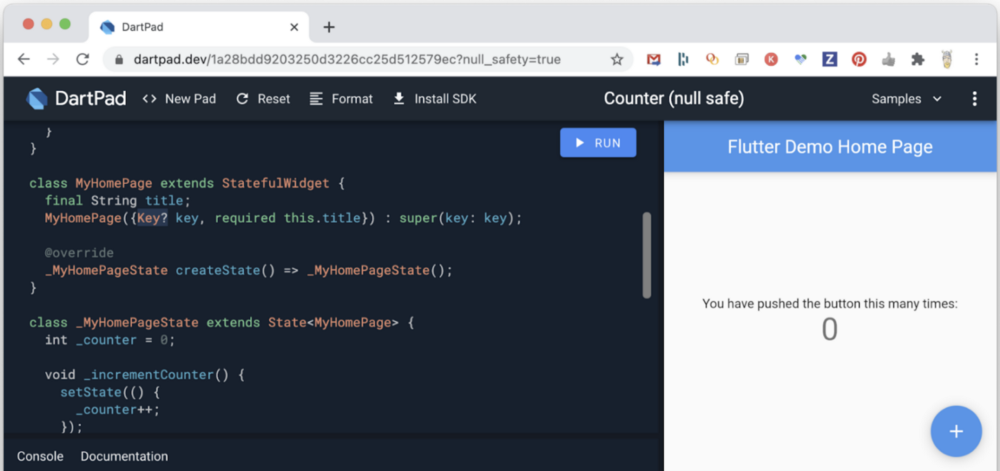 DartPad
dartpad.dev/1a28bdd9203250d3226cc25d512579ec?null_safety=true
DartPad
<> New Pad
Reset
Format
Install SDK
Counter (null safe)
Samples
}
}
RUN
class MyHomePage extends StatefulWidget {
final String title;
MyHomePage({Key? key, required this.title}) : super(key: key);
@override
_MyHomePageState createState() => _MyHomePageState();
}
class _MyHomePageState extends State<MyHomePage> {
int _counter = 0;
void _incrementCounter() {
setState(() {
_counter++;
});
Console
Documentation
Flutter Demo Home Page
You have pushed the button this many times:
0
+